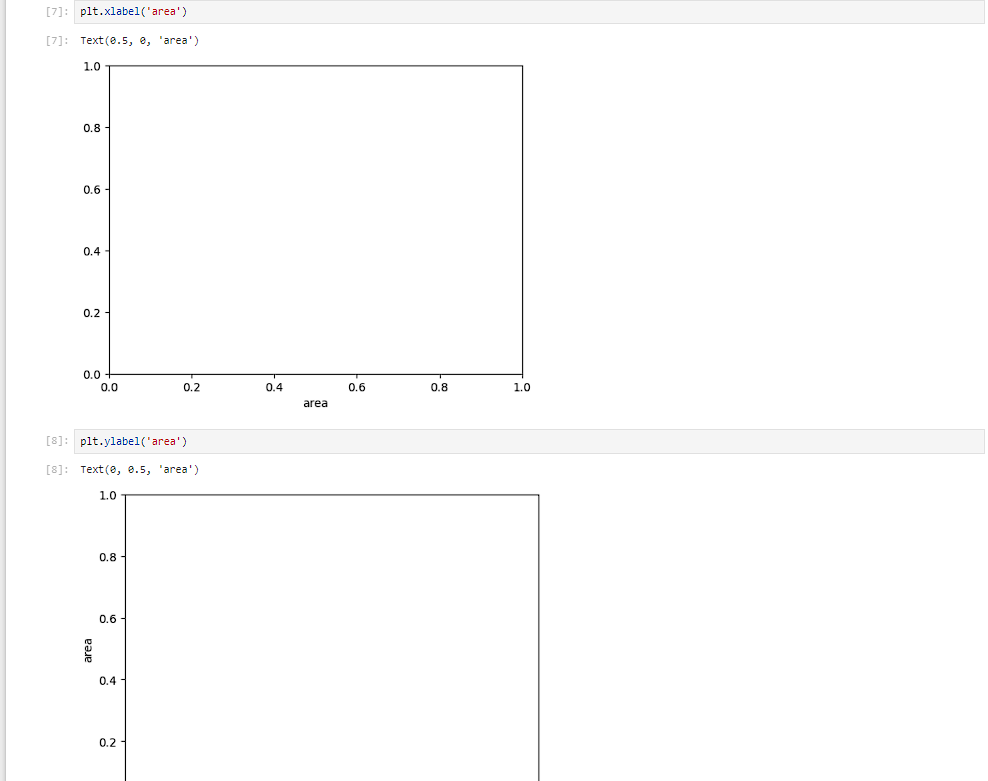 [7]: plt.xlabel('area')
[7]: Text(0.5, 0, 'area')
1.0
0.8
0.6
0.4
0.2
0.0
0.0 0.2 0.4 0.6 0.8 1.0
area
[8]: plt.ylabel('area')
[8]: Text(0, 0.5, 'area')
1.0
0.8
0.6
area
0.4
0.2